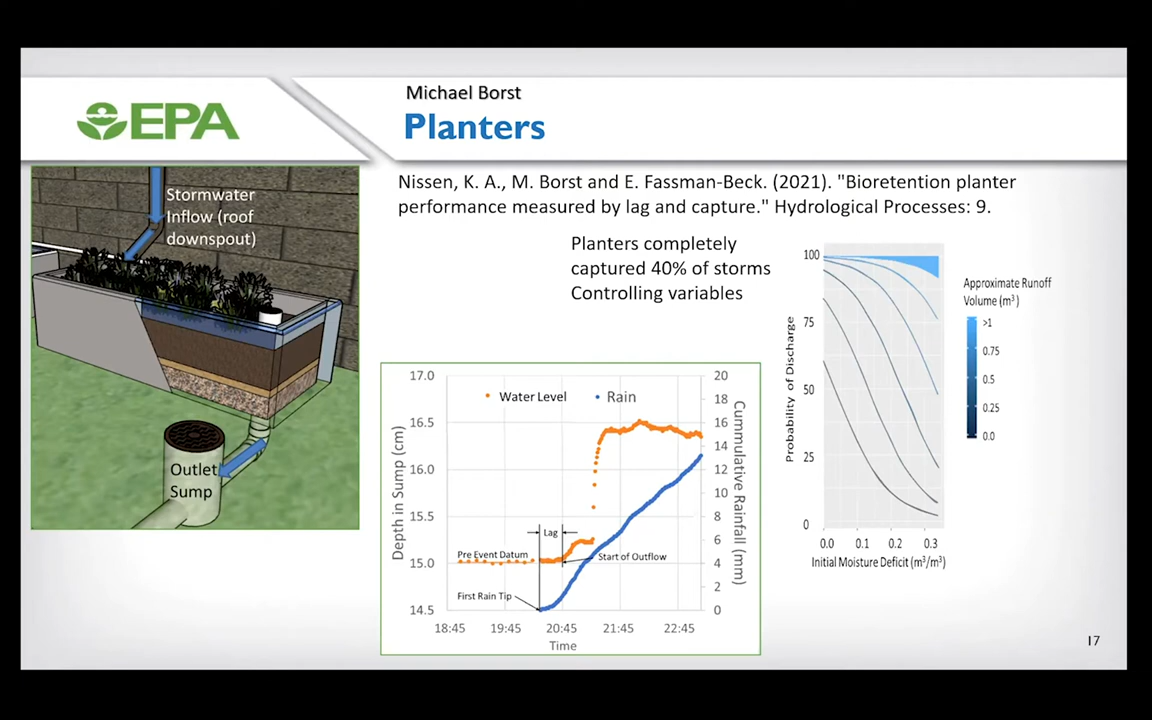 EPA
Michael Borst
Planters
Stormwater
Inflow (roof
downspout)
Outlet
Sump
Nissen, K. A., M. Borst and E. Fassman-Beck. (2021). "Bioretention planter
performance measured by lag and capture." Hydrological Processes: 9.
Planters completely
captured 40% of storms
Controlling variables
17.0
16.5
16.0
15.5
15.0
14.5
Depth in Sump (cm)
Water Level
Rain
Lag
Pre Event Datum
Start of Outflow
First Rain Tip
20
18
16
14
12
10
8
6
4
2
0
Cummulative Rainfall (mm)
18:45 19:45 20:45 21:45 22:45
Time
100
75
50
25
0
Probability of Discharge
0.0 0.1 0.2 0.3
Initial Moisture Deficit (m³/m³)
Approximate Runoff
Volume (m³)
>1
0.75
0.5
0.25
0.0
17